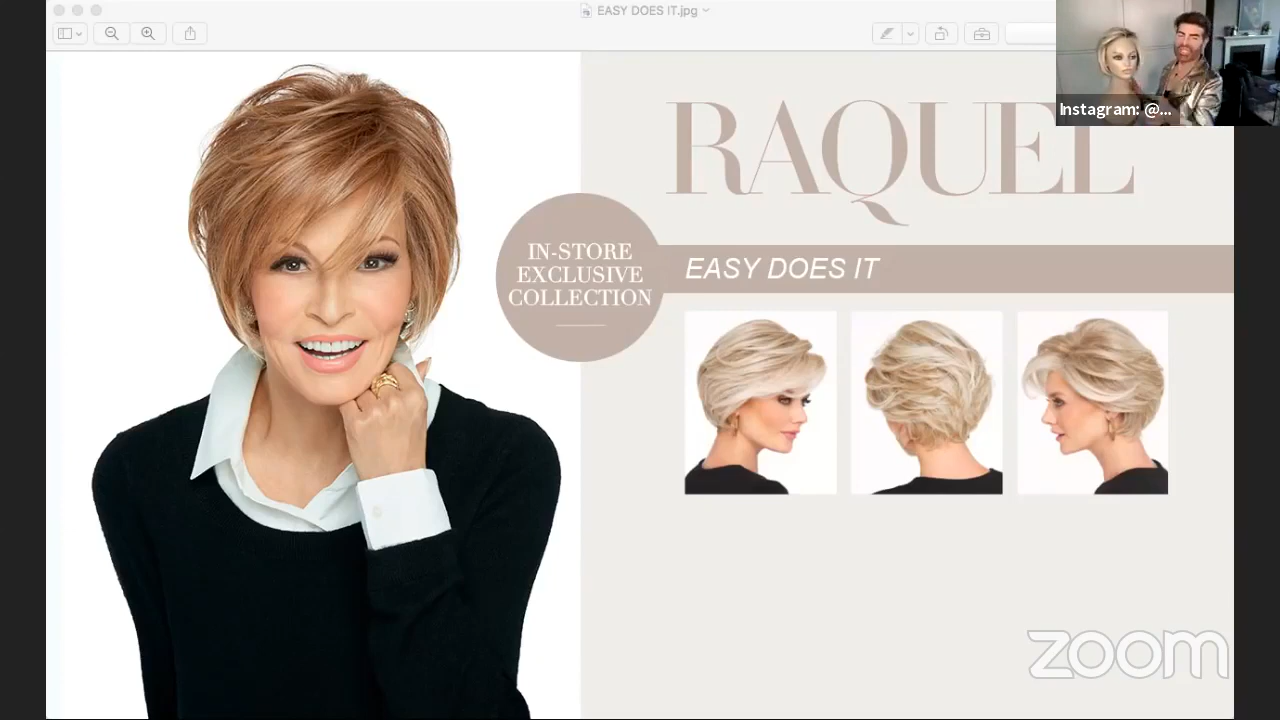 EASY DOES IT.jpg
Instagram: @...
RAQUEL
IN-STORE
EXCLUSIVE
COLLECTION
EASY DOES IT
zoom